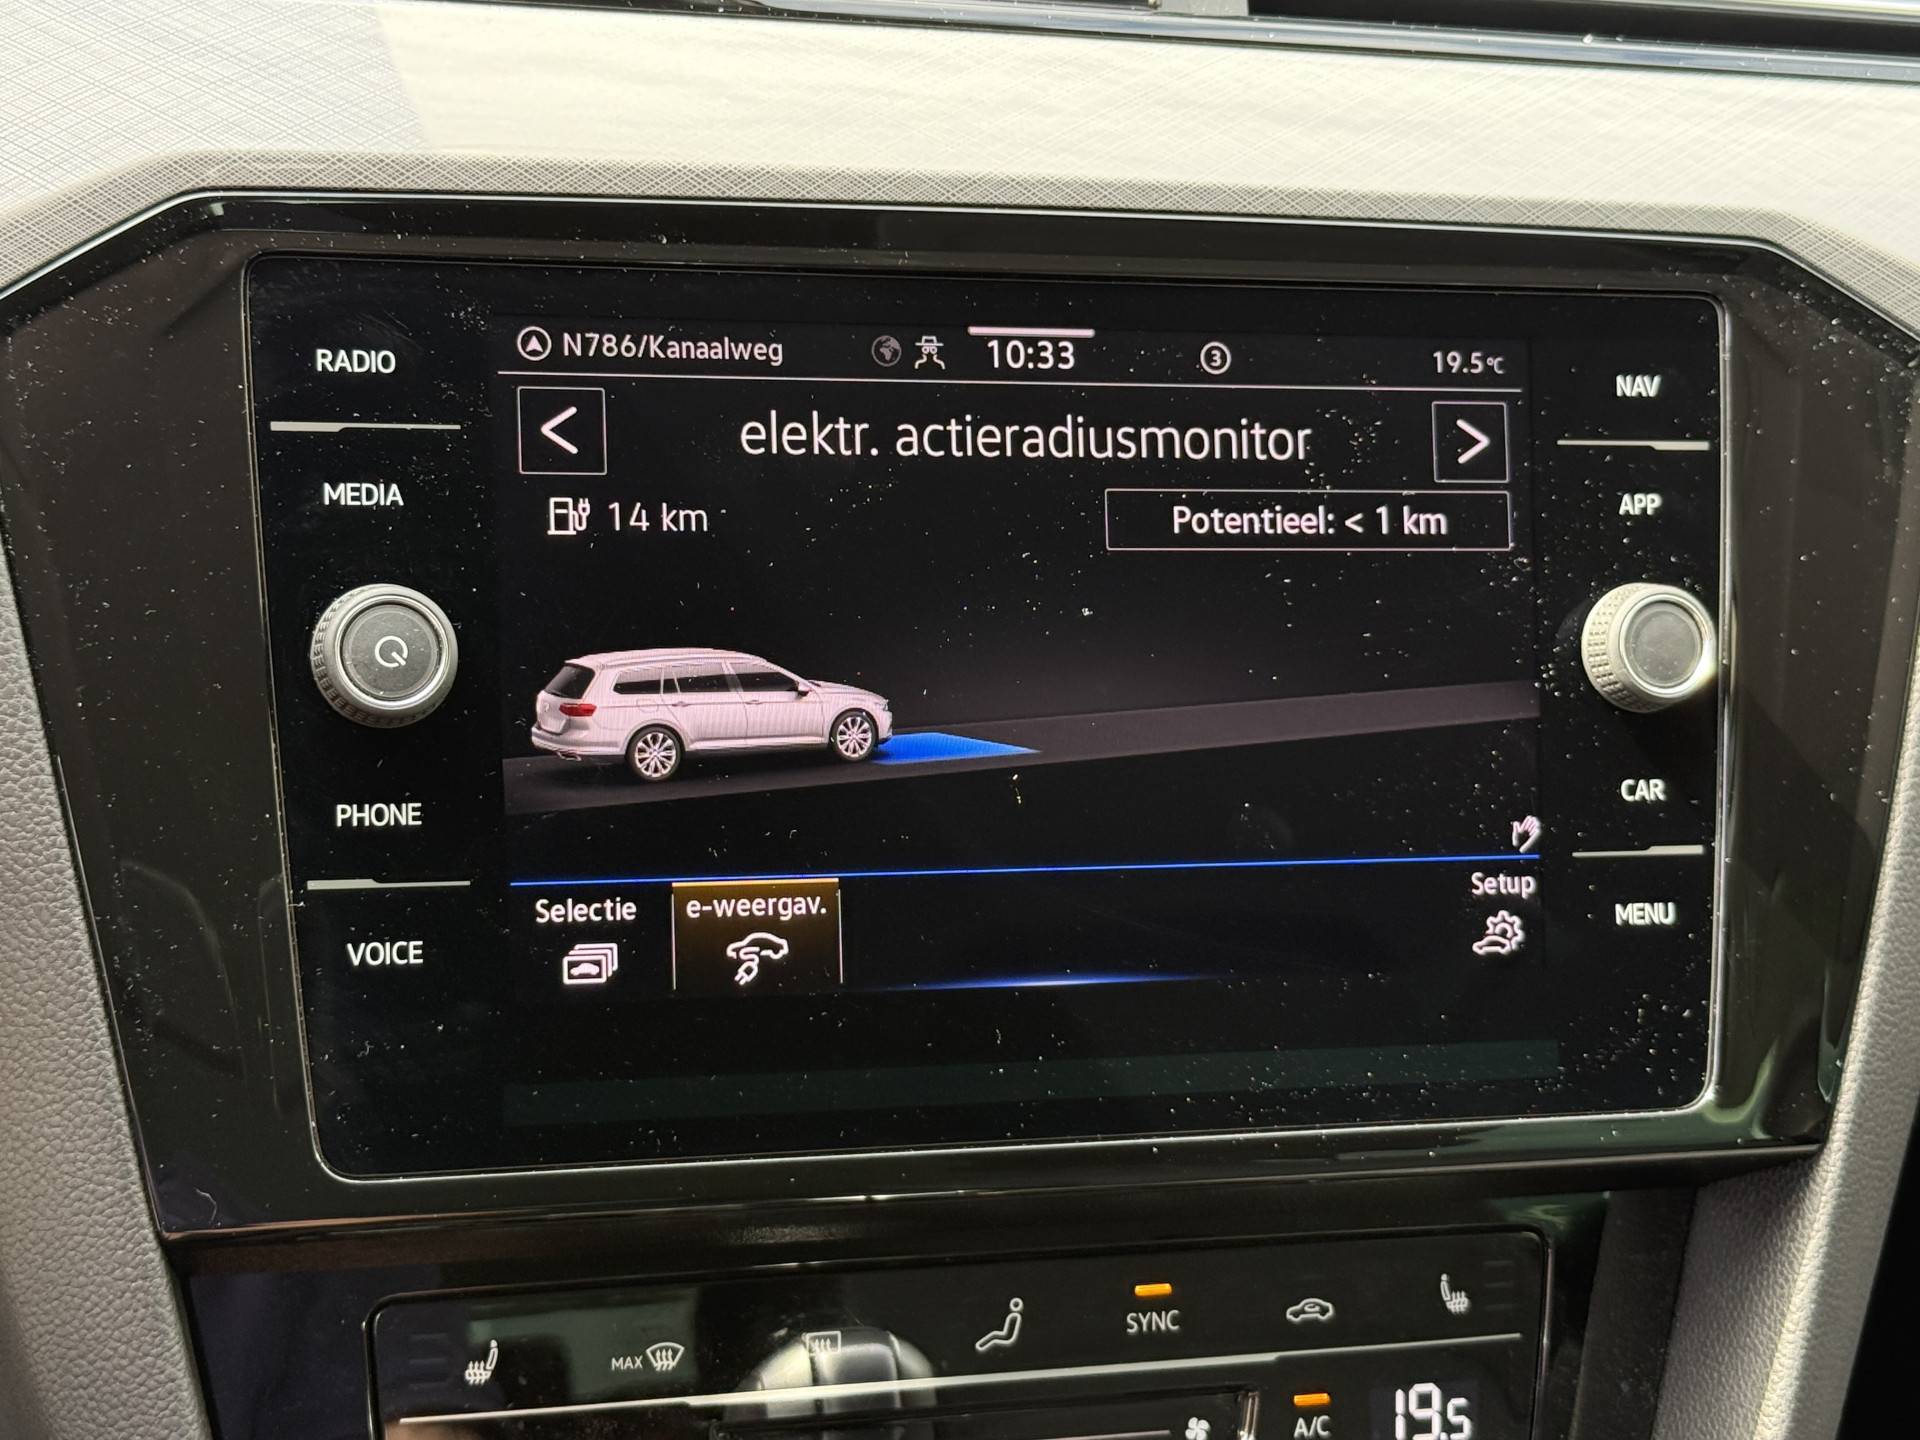 RADIO
MEDIA
PHONE
VOICE
N786/Kanaalweg
10:33
3
19.5°C
<
elektr. actieradiusmonitor
>
14 km
Potentieel: < 1 km
Selectie
e-weergav.
Setup
NAV
APP
CAR
MENU
MAX
SYNC
A/C
19.5